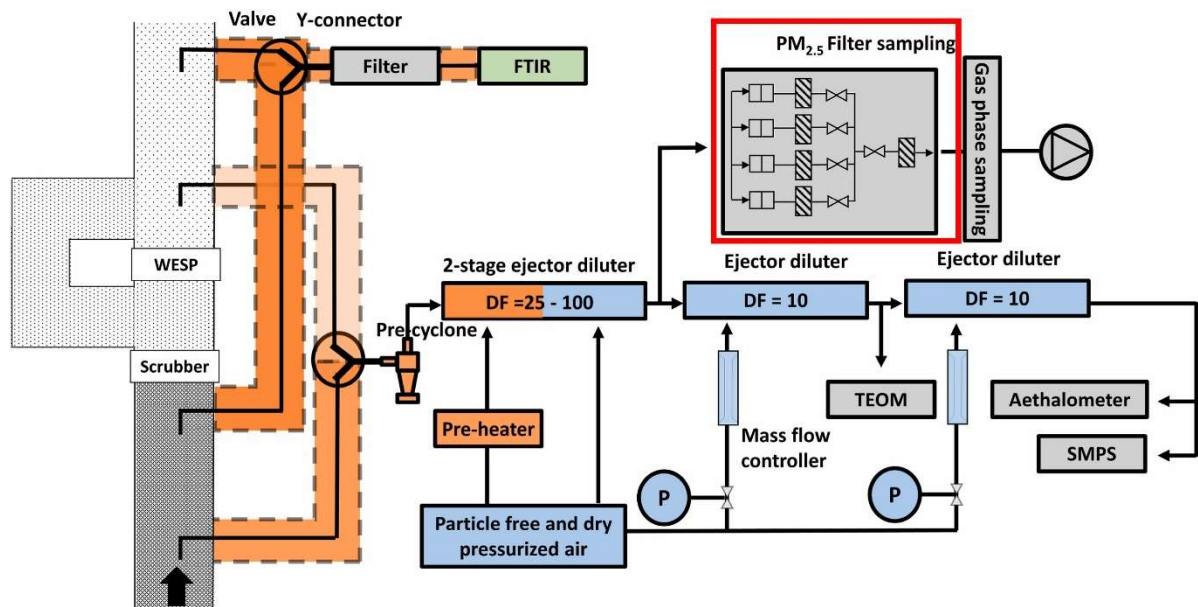 Valve Y-connector
Filter
FTIR
PM2.5 Filter sampling
Gas phase sampling
WESP
Scrubber
2-stage ejector diluter
DF =25 - 100
Ejector diluter
DF = 10
Ejector diluter
DF = 10
Pre-cyclone
Pre-heater
TEOM
Aethalometer
SMPS
Mass flow
controller
P
P
Particle free and dry
pressurized air